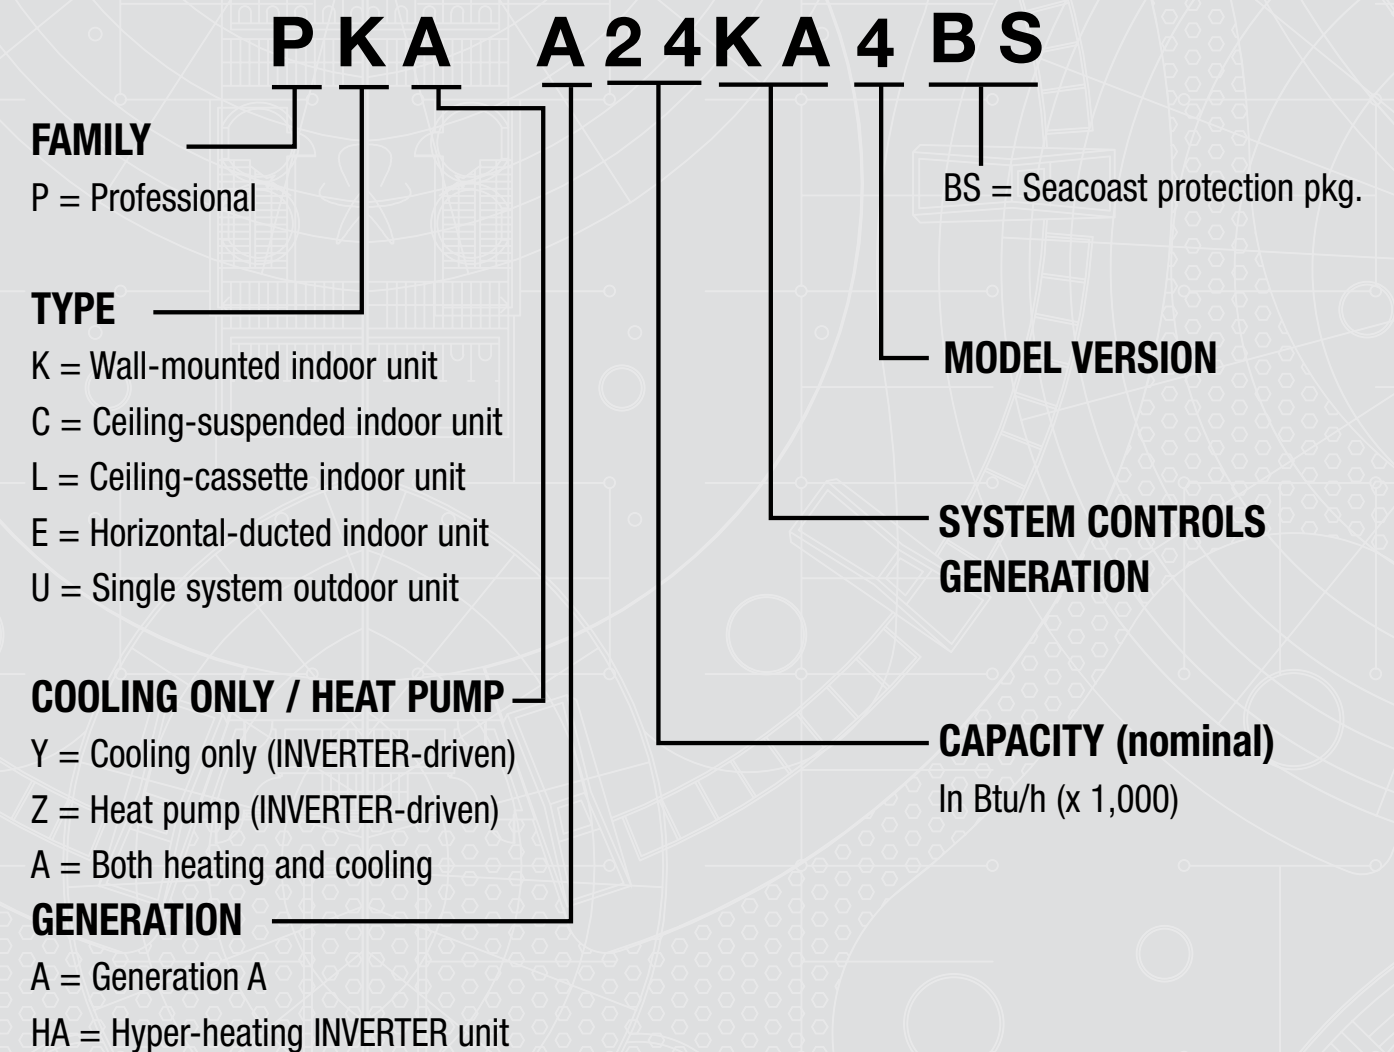 PKA A24KA4BS
FAMILY
P = Professional
TYPE
K = Wall-mounted indoor unit
C = Ceiling-suspended indoor unit
L = Ceiling-cassette indoor unit
E = Horizontal-ducted indoor unit
U = Single system outdoor unit
COOLING ONLY / HEAT PUMP
Y = Cooling only (INVERTER-driven)
Z = Heat pump (INVERTER-driven)
A = Both heating and cooling
GENERATION
A = Generation A
HA = Hyper-heating INVERTER unit
BS = Seacoast protection pkg.
MODEL VERSION
SYSTEM CONTROLS
GENERATION
CAPACITY (nominal)
In Btu/h (x 1,000)